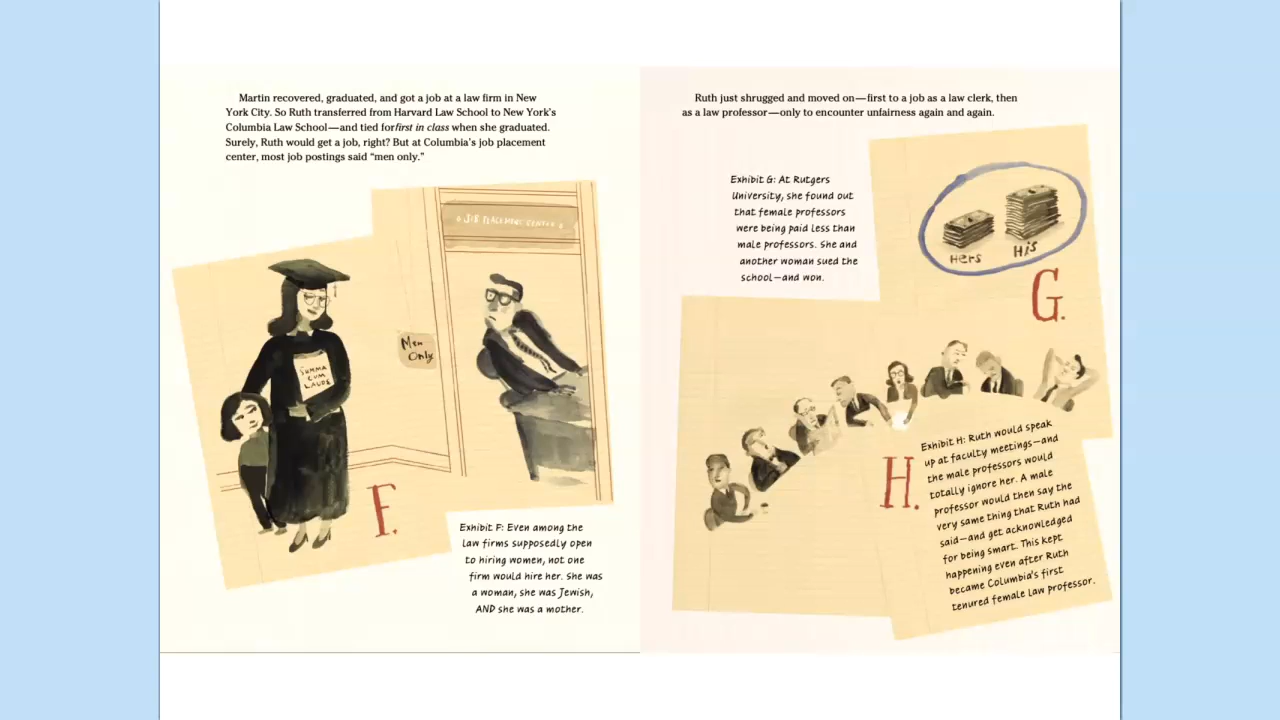 Martin recovered, graduated, and got a job at a law firm in New
York City. So Ruth transferred from Harvard Law School to New York's
Columbia Law School—and tied for first in class when she graduated.
Surely, Ruth would get a job, right? But at Columbia's job placement
center, most job postings said “men only.”
JOB PLACEMENT CENTER
Men
Only
SUMMA
CUM
LAUDE
F.
Exhibit F: Even among the
law firms supposedly open
to hiring women, not one
firm would hire her. She was
a woman, she was Jewish,
AND she was a mother.
Ruth just shrugged and moved on—first to a job as a law clerk, then
as a law professor—only to encounter unfairness again and again.
Exhibit G: At Rutgers
University, she found out
that female professors
were being paid less than
male professors. She and
another woman sued the
school—and won.
Hers
His
G.
H.
Exhibit H: Ruth would speak
up at faculty meetings—and
the male professors would
totally ignore her. A male
professor would then say the
very same thing that Ruth had
said—and get acknowledged
for being smart. This kept
happening even after Ruth
became Columbia's first
tenured female law professor.